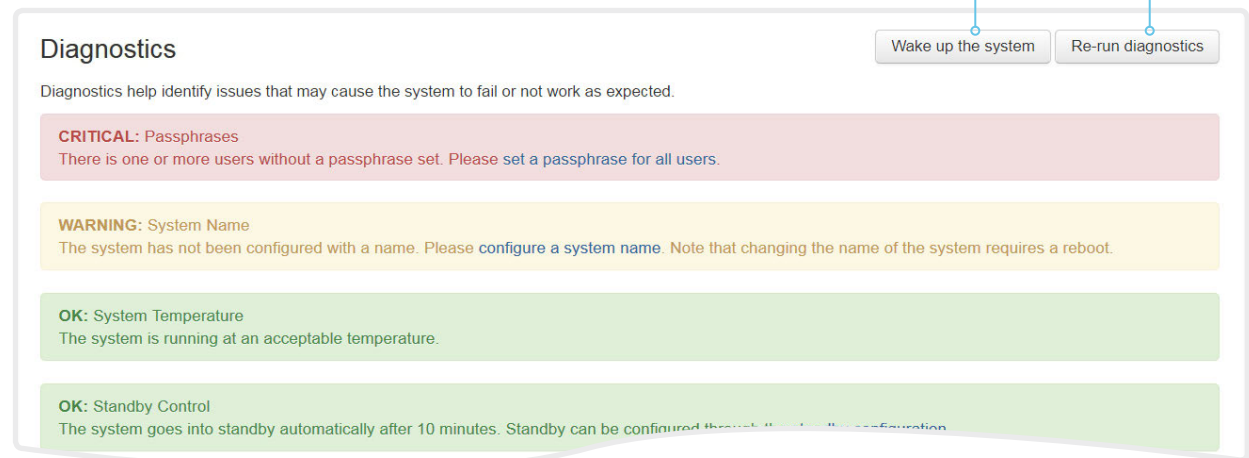 Diagnostics
Wake up the system
Re-run diagnostics
Diagnostics help identify issues that may cause the system to fail or not work as expected.
CRITICAL: Passphrases
There is one or more users without a passphrase set. Please set a passphrase for all users.
WARNING: System Name
The system has not been configured with a name. Please configure a system name. Note that changing the name of the system requires a reboot.
OK: System Temperature
The system is running at an acceptable temperature.
OK: Standby Control
The system goes into standby automatically after 10 minutes. Standby can be configured through configuration